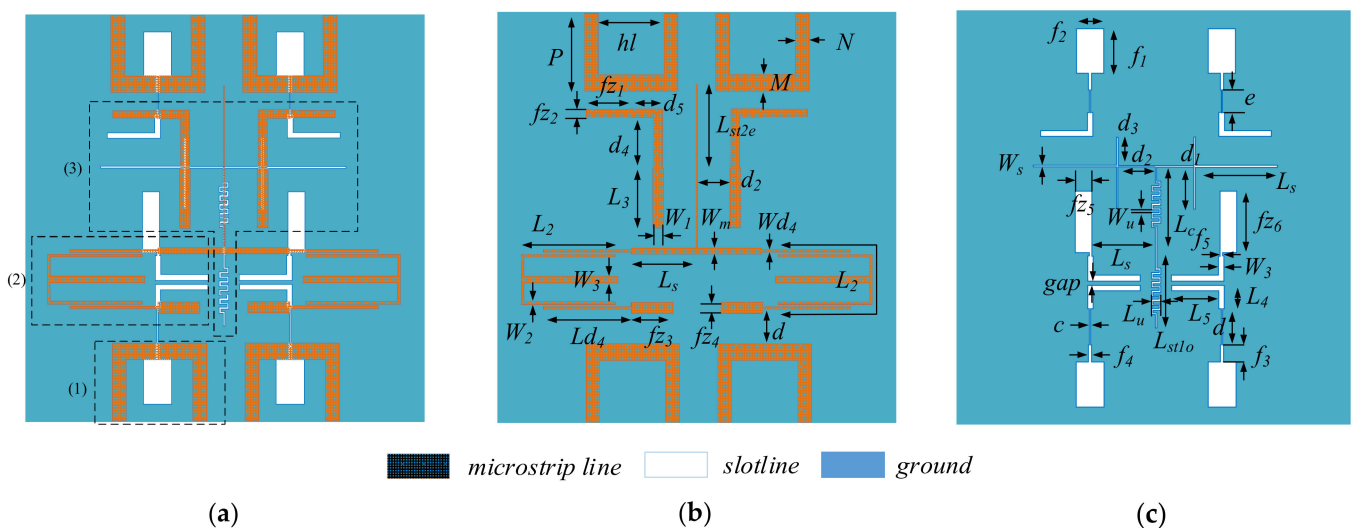 (3)
(2)
(1)
P
hl
N
fz1
d5
M
fz2
Lst2e
d4
d2
L3
W1
Wm
Wd4
L2
Ls
W3
L2
W2
Ld4
fz3
fz4
d
f2
f1
e
d3
Ws
d2
d1
Ls
fz5
Wu
Lc
f5
fz6
Ls
W3
gap
L4
Lu
L5
c
d
Lst1o
f4
f3
microstrip line
slotline
ground
(a)
(b)
(c)